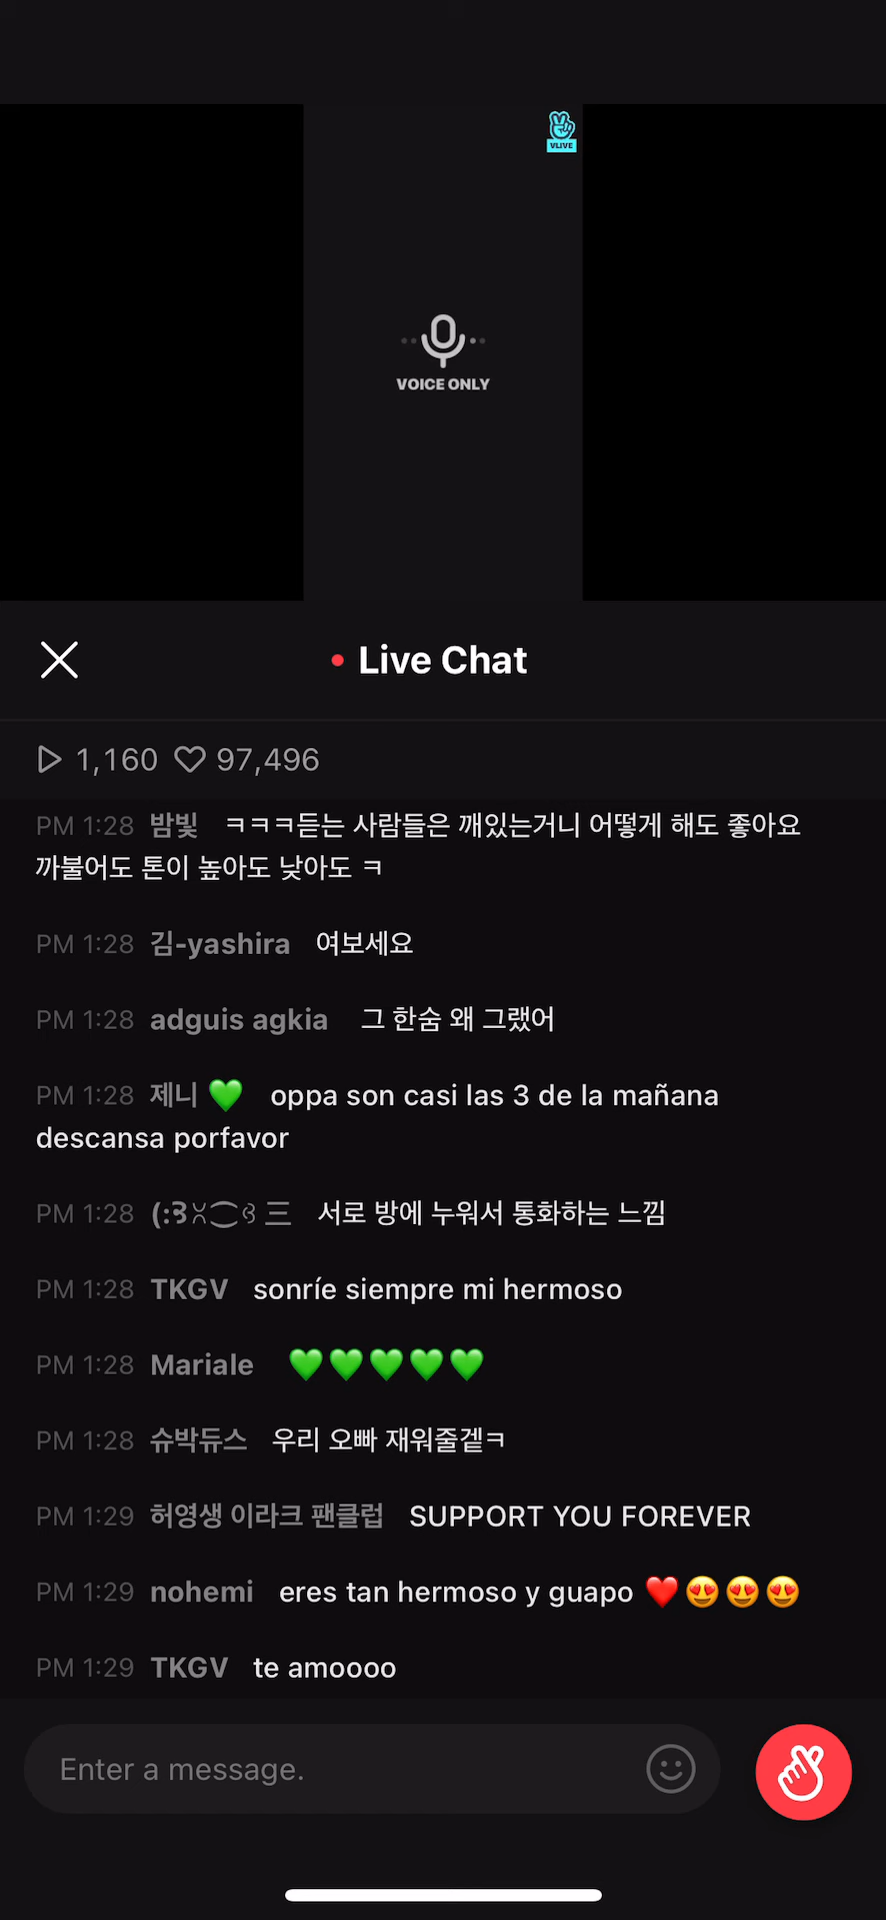 VLIVE
VOICE ONLY
Live Chat
1,160 97,496
PM 1:28 밤빛 ㅋㅋㅋ듣는 사람들은 깨있는거니 어떻게 해도 좋아요
까불어도 톤이 높아도 낮아도 ㅋ
PM 1:28 김-yashira 여보세요
PM 1:28 adguis agkia 그 한숨 왜 그랬어
PM 1:28 제니 💚 oppa son casi las 3 de la mañana
descansa porfavor
PM 1:28 서로 방에 누워서 통화하는 느낌
PM 1:28 TKGV sonríe siempre mi hermoso
PM 1:28 Mariale 💚💚💚💚💚
PM 1:28 슈박듀스 우리 오빠 재워줄겥ㅋ
PM 1:29 허영생 이라크 팬클럽 SUPPORT YOU FOREVER
PM 1:29 nohemi eres tan hermoso y guapo ❤️😍😍😍
PM 1:29 TKGV te amoooo
Enter a message.